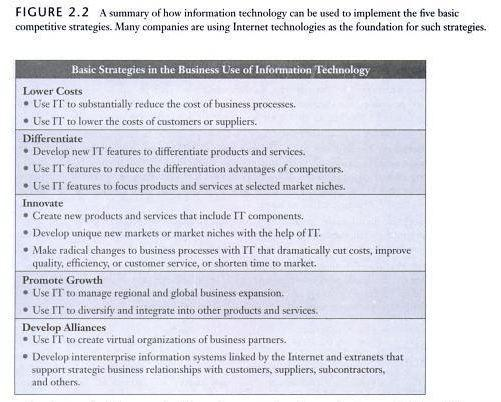 FIGURE 2.2 A summary of how information technology can be used to implement the five basic
competitive strategies. Many companies are using Internet technologies as the foundation for such strategies.
Basic Strategies in the Business Use of Information Technology
Lower Costs
• Use IT to substantially reduce the cost of business processes.
• Use IT to lower the costs of customers or suppliers.
Differentiate
• Develop new IT features to differentiate products and services.
• Use IT features to reduce the differentiation advantages of competitors.
• Use IT features to focus products and services at selected market niches.
Innovate
• Create new products and services that include IT components.
• Develop unique new markets or market niches with the help of IT.
• Make radical changes to business processes with IT that dramatically cut costs, improve
quality, efficiency, or customer service, or shorten time to market.
Promote Growth
• Use IT to manage regional and global business expansion.
• Use IT to diversify and integrate into other products and services.
Develop Alliances
• Use IT to create virtual organizations of business partners.
• Develop interenterprise information systems linked by the Internet and extranets that
support strategic business relationships with customers, suppliers, subcontractors,
and others.